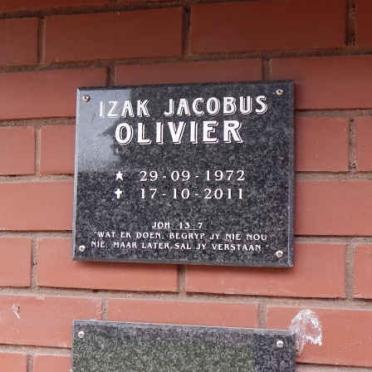 IZAK JACOBUS
OLIVIER
★ 29-09-1972
✝ 17-10-2011
JOH. 13:7
"WAT EK DOEN, BEGRYP JY NIE NOU
NIE, MAAR LATER SAL JY VERSTAAN."